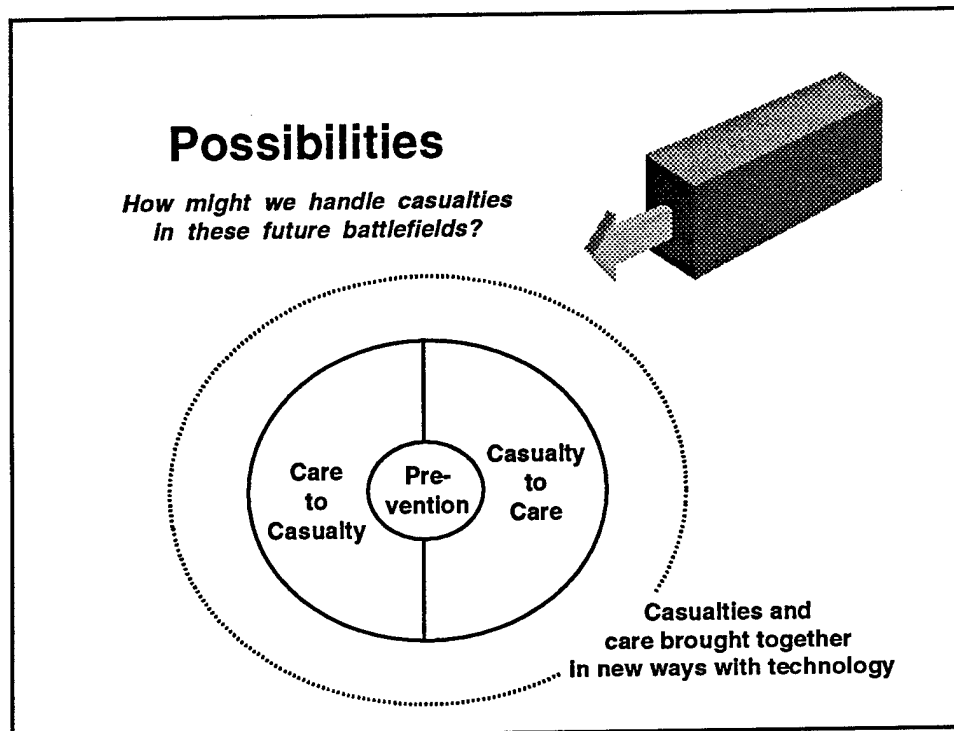 Possibilities
How might we handle casualties
In these future battlefields?
Care
to
Casualty
Pre-
vention
Casualty
to
Care
Casualties and
care brought together
in new ways with technology